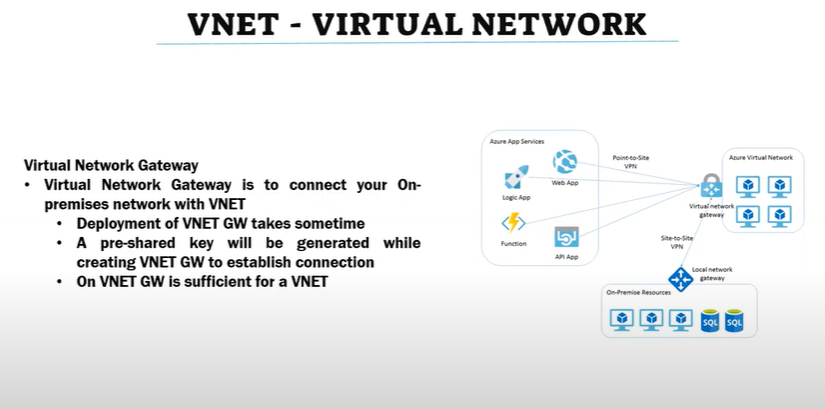 VNET - VIRTUAL NETWORK
Virtual Network Gateway
• Virtual Network Gateway is to connect your On-
premises network with VNET
• Deployment of VNET GW takes sometime
• A pre-shared key will be generated while
creating VNET GW to establish connection
• On VNET GW is sufficient for a VNET
Azure App Services
Web App
Logic App
Function
API App
Point-to-Site
VPN
Azure Virtual Network
Virtual network
gateway
Site-to-Site
VPN
Local network
gateway
On-Premise Resources
SQL
SQL